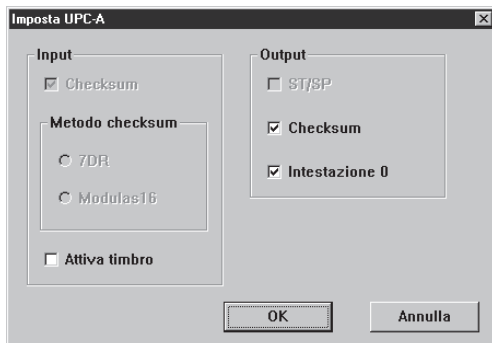 Imposta UPC-A
Input
Checksum
Metodo checksum
7DR
Modulas16
Attiva timbro
Output
ST/SP
Checksum
Intestazione 0
OK
Annulla